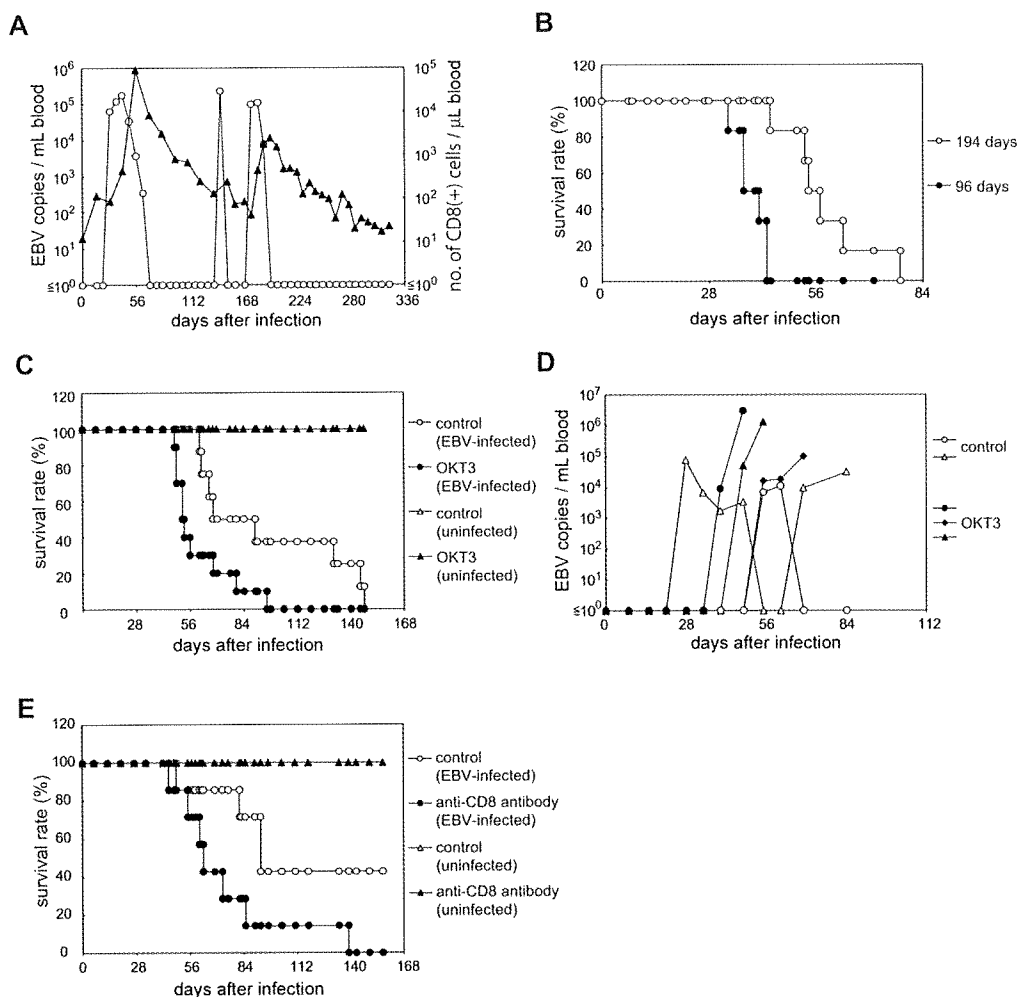 A
EBV copies / mL blood
10⁶
10⁵
10⁴
10³
10²
10¹
≤10⁰
10⁵
10⁴
10³
10²
10¹
≤10⁰
no. of CD8(+) cells / μL blood
0 56 112 168 224 280 336
days after infection
B
survival rate (%)
120
100
80
60
40
20
0
0 28 56 84
days after infection
194 days
96 days
C
survival rate (%)
120
100
80
60
40
20
0
28 56 84 112 140 168
days after infection
control
(EBV-infected)
OKT3
(EBV-infected)
control
(uninfected)
OKT3
(uninfected)
D
EBV copies / mL blood
10⁷
10⁶
10⁵
10⁴
10³
10²
10¹
≤10⁰
0 28 56 84 112
days after infection
control
OKT3
E
survival rate (%)
120
100
80
60
40
20
0
0 28 56 84 112 140 168
days after infection
control
(EBV-infected)
anti-CD8 antibody
(EBV-infected)
control
(uninfected)
anti-CD8 antibody
(uninfected)